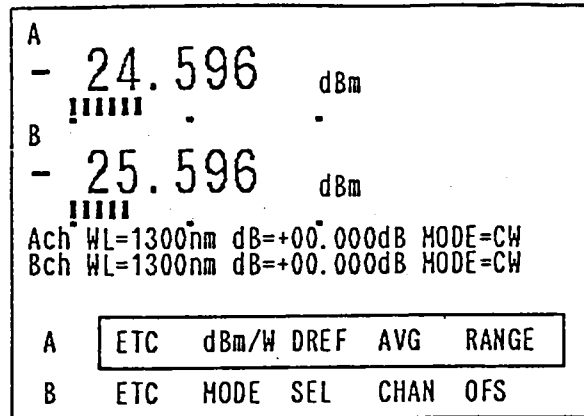 A
- 24.596 dBm
B
- 25.596 dBm
Ach WL=1300nm dB=+00.000dB MODE=CW
Bch WL=1300nm dB=+00.000dB MODE=CW
A ETC dBm/W DREF AVG RANGE
B ETC MODE SEL CHAN OFS